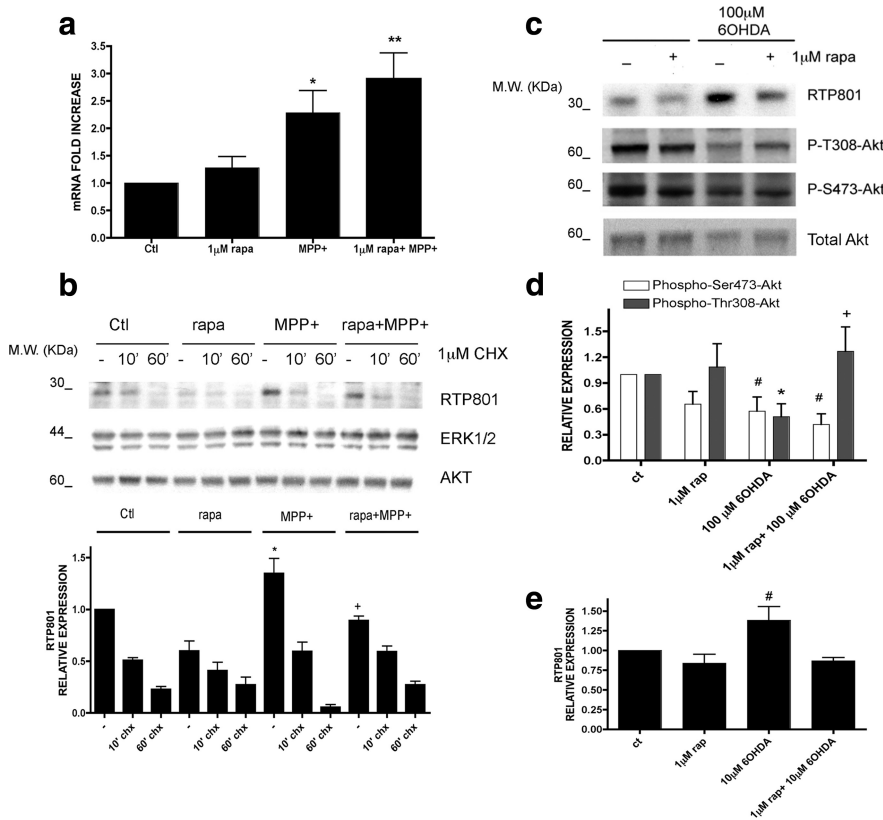 a
mRNA FOLD INCREASE
3.5
3.0
2.5
2.0
1.5
1.0
0.5
0.0
*
**
Ctl 1μM rapa MPP+ 1μM rapa+ MPP+
b
Ctl rapa MPP+ rapa+MPP+
M.W. (KDa)
- 10' 60' - 10' 60' - 10' 60' - 10' 60' 1μM CHX
30_ RTP801
44_ ERK1/2
60_ AKT
Ctl rapa MPP+ rapa+MPP+
RTP801
RELATIVE EXPRESSION
1.5
1.0
0.5
0.0
*
+
- 10' chx 60' chx - 10' chx 60' chx - 10' chx 60' chx - 10' chx 60' chx
c
100μM
6OHDA
– + – + 1μM rapa
M.W. (KDa)
30_ RTP801
60_ P-T308-Akt
60_ P-S473-Akt
60_ Total Akt
d
Phospho-Ser473-Akt
Phospho-Thr308-Akt
RELATIVE EXPRESSION
1.5
1.2
0.9
0.6
0.3
0.0
# * # +
ct 1μM rap 100 μM 6OHDA 1μM rap+ 100 μM 6OHDA
e
RTP801
RELATIVE EXPRESSION
1.50
1.25
1.00
0.75
0.50
0.25
0.00
#
ct 1μM rap 10μM 6OHDA 1μM rap+ 10μM 6OHDA